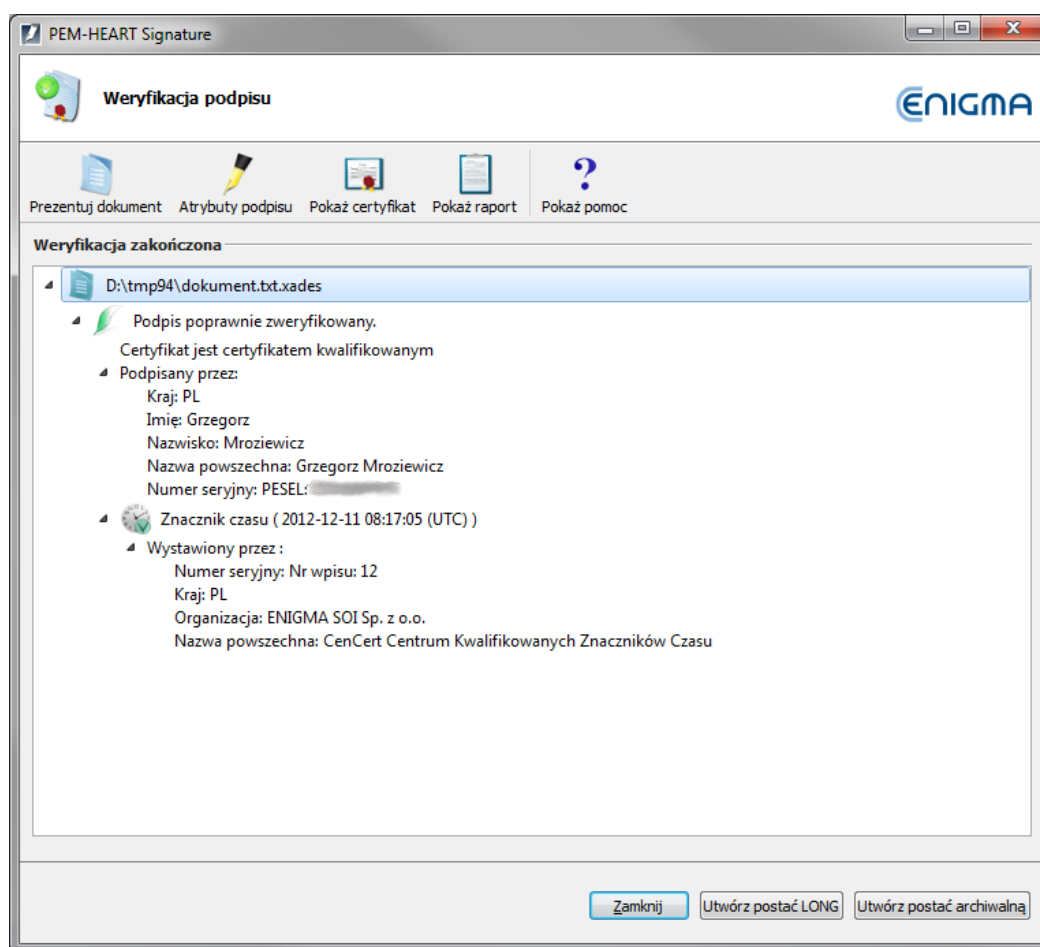 PEM-HEART Signature
Weryfikacja podpisu
ENIGMA
Prezentuj dokument Atrybuty podpisu Pokaż certyfikat Pokaż raport Pokaż pomoc
Weryfikacja zakończona
D:\tmp94\dokument.txt.xades
Podpis poprawnie zweryfikowany.
Certyfikat jest certyfikatem kwalifikowanym
Podpisany przez:
Kraj: PL
Imię: Grzegorz
Nazwisko: Mroziewicz
Nazwa powszechna: Grzegorz Mroziewicz
Numer seryjny: PESEL:
Znacznik czasu ( 2012-12-11 08:17:05 (UTC) )
Wystawiony przez :
Numer seryjny: Nr wpisu: 12
Kraj: PL
Organizacja: ENIGMA SOI Sp. z o.o.
Nazwa powszechna: CenCert Centrum Kwalifikowanych Znaczników Czasu
Zamknij Utwórz postać LONG Utwórz postać archiwalną